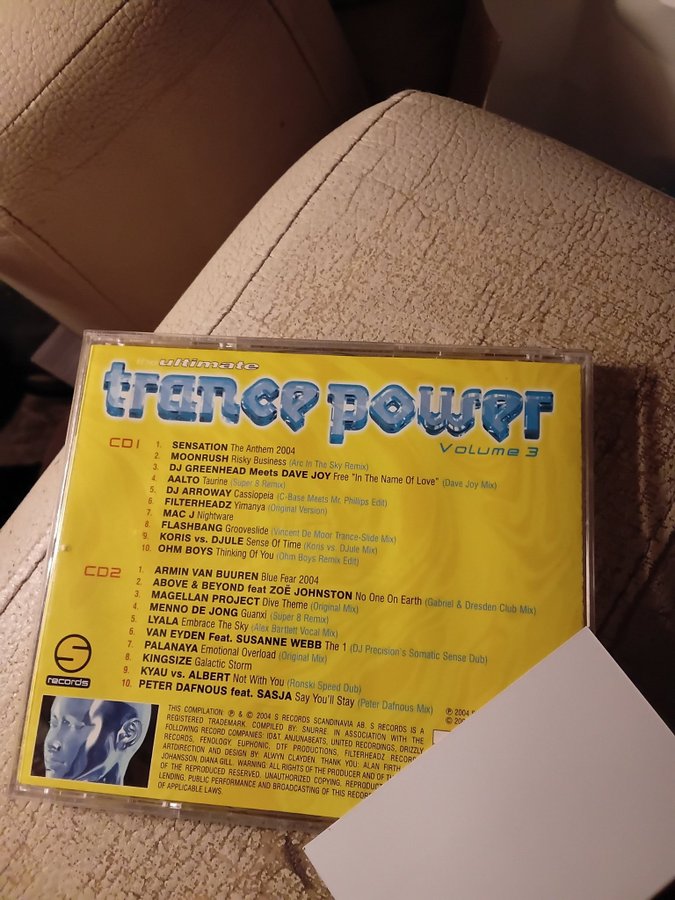 the ultimate
trance power
Volume 3
CD1
1. SENSATION The Anthem 2004
2. MOONRUSH Risky Business (Arc In The Sky Remix)
3. DJ GREENHEAD Meets DAVE JOY Free "In The Name Of Love" (Dave Joy Mix)
4. AALTO Taurine (Super 8 Remix)
5. DJ ARROWAY Cassiopeia (C-Base Meets Mr. Phillips Edit)
6. FILTERHEADZ Yimanya (Original Version)
7. MAC J Nightware
8. FLASHBANG Grooveslide (Vincent De Moor Trance-Slide Mix)
9. KORIS vs. DJULE Sense Of Time (Koris vs. DJule Mix)
10. OHM BOYS Thinking Of You (Ohm Boys Remix Edit)
CD2
1. ARMIN VAN BUUREN Blue Fear 2004
2. ABOVE & BEYOND feat ZOË JOHNSTON No One On Earth (Gabriel & Dresden Club Mix)
3. MAGELLAN PROJECT Dive Theme (Original Mix)
4. MENNO DE JONG Guanxi (Super 8 Remix)
5. LYALA Embrace The Sky (Alex Bartlett Vocal Mix)
6. VAN EYDEN Feat. SUSANNE WEBB The 1 (DJ Precision's Somatic Sense Dub)
7. PALANAYA Emotional Overload (Original Mix)
8. KINGSIZE Galactic Storm
9. KYAU vs. ALBERT Not With You (Ronski Speed Dub)
10. PETER DAFNOUS feat. SASJA Say You'll Stay (Peter Dafnous Mix)
S
records
THIS COMPILATION ℗ & © 2004 S RECORDS SCANDINAVIA AB. S RECORDS IS A
REGISTERED TRADEMARK. COMPILED BY: SNURRE. IN ASSOCIATION WITH THE
FOLLOWING RECORD COMPANIES: ID&T, ANJUNABEATS, UNITED RECORDINGS, DRIZZLY
RECORDS, FENOLOGY, EUPHONIC, DTF PRODUCTIONS, FILTERHEADZ RECOR
ARTDIRECTION AND DESIGN BY ALWYN CLAYDEN. THANK YOU: ALAN FIRTH
JOHANSSON, DIANA GILL. WARNING: ALL RIGHTS OF THE PRODUCER AND OF T
OF THE REPRODUCED RESERVED. UNAUTHORIZED COPYING, REPRODUCT
LENDING, PUBLIC PERFORMANCE AND BROADCASTING OF THIS RECOR
OF APPLICABLE LAWS.
℗ 2004 S
© 200